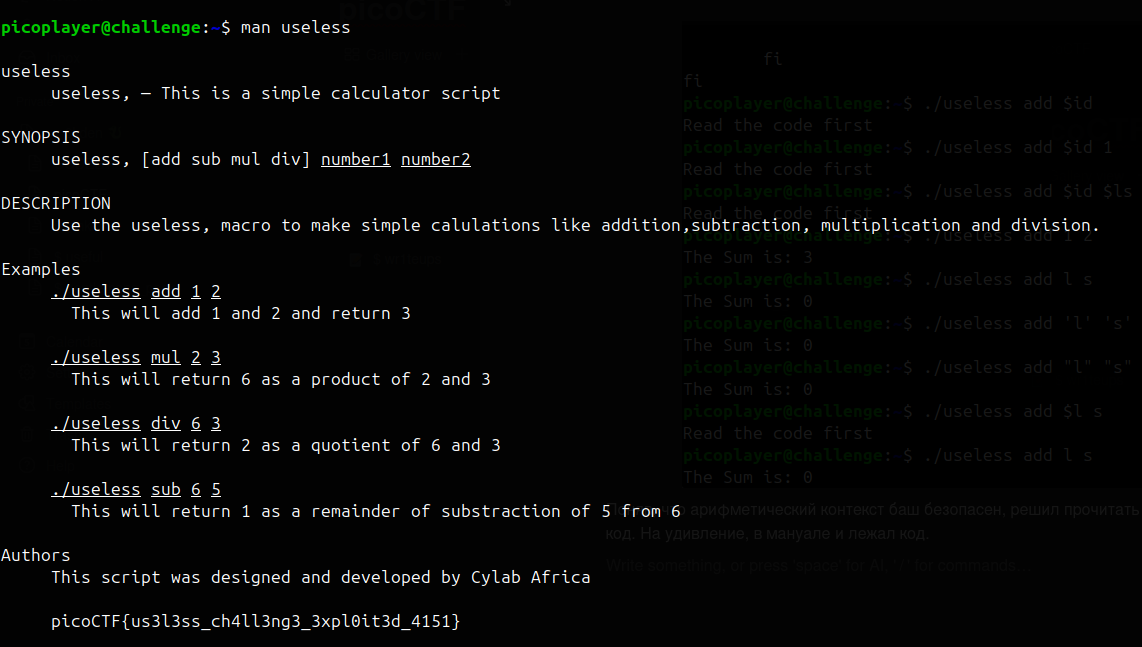 picoplayer@challenge:~$ man useless
useless
useless, — This is a simple calculator script
SYNOPSIS
useless, [add sub mul div] number1 number2
DESCRIPTION
Use the useless, macro to make simple calulations like addition,subtraction, multiplication and division.
Examples
./useless add 1 2
This will add 1 and 2 and return 3
./useless mul 2 3
This will return 6 as a product of 2 and 3
./useless div 6 3
This will return 2 as a quotient of 6 and 3
./useless sub 6 5
This will return 1 as a remainder of substraction of 5 from 6
Authors
This script was designed and developed by Cylab Africa
picoCTF{us3l3ss_ch4ll3ng3_3xpl0it3d_4151}
picoCTF
fi
fi
picoplayer@challenge: $ ./useless add $id
Read the code first
picoplayer@challenge: $ ./useless add $id 1
Read the code first
picoplayer@challenge: $ ./useless add $id $ls
Read the code first
picoplayer@challenge: $ ./useless add 1 2
The Sum is: 3
picoplayer@challenge: $ ./useless add l s
The Sum is: 0
picoplayer@challenge: $ ./useless add 'l' 's'
The Sum is: 0
picoplayer@challenge: $ ./useless add "l" "s"
The Sum is: 0
picoplayer@challenge: $ ./useless add $l s
Read the code first
picoplayer@challenge: $ ./useless add l s
The Sum is: 0
арифметический контекст баш безопасен, решил прочитать
код. На удивление, в мануале и лежал код.
Write something, or press 'space' for AI, '/' for commands...